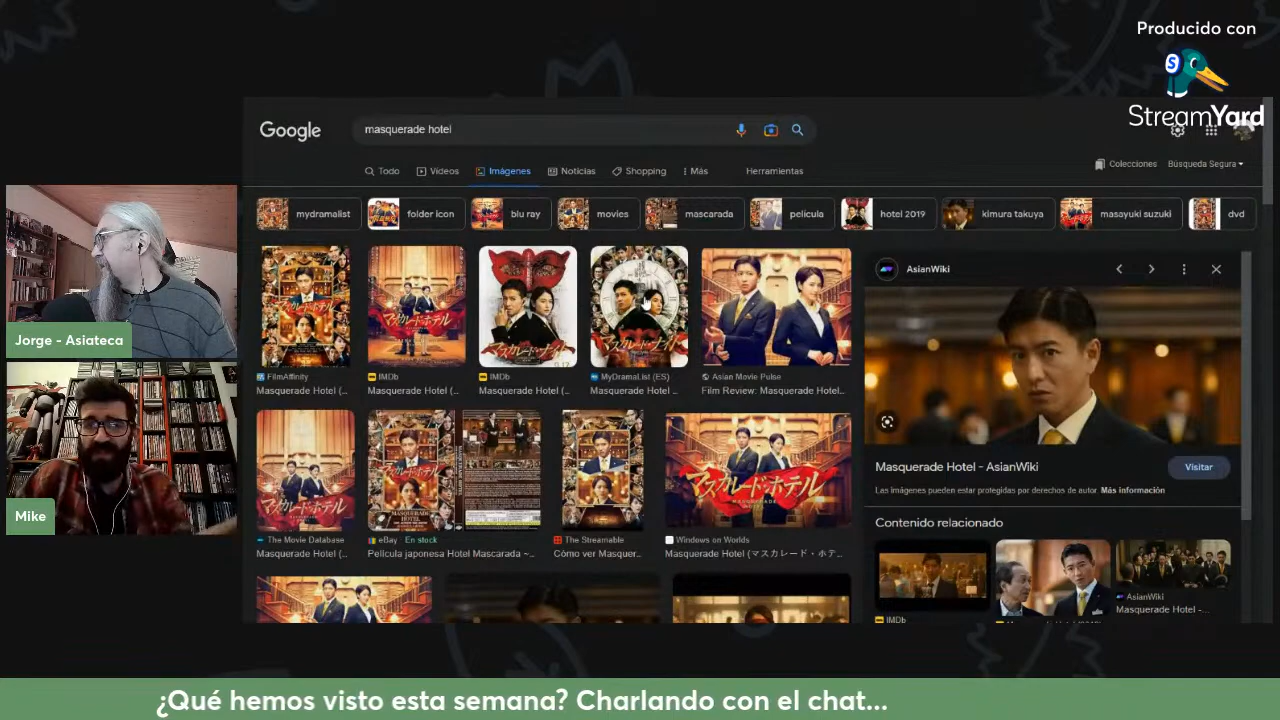 Producido con
StreamYard
Google
masquerade hotel
Todo
Vídeos
Imágenes
Noticias
Shopping
Más
Herramientas
Colecciones
Búsqueda Segura
mydramalist
folder icon
blu ray
movies
mascarada
película
hotel 2019
kimura takuya
masayuki suzuki
dvd
Jorge - Asiateca
Mike
FilmAffinity
Masquerade Hotel (...
IMDb
Masquerade Hotel (...
IMDb
Masquerade Hotel (...
MyDramaList (ES)
Masquerade Hotel (...
Asian Movie Pulse
Film Review: Masquerade Hotel...
マスカレード・ホテル
The Movie Database
Masquerade Hotel (...
MASQUERADE HOTEL
eBay
En stock
Película japonesa Hotel Mascarada ~...
The Streamable
Cómo ver Masquer...
Windows on Worlds
Masquerade Hotel (マスカレード・ホテ...
AsianWiki
Masquerade Hotel - AsianWiki
Visitar
Las imágenes pueden estar protegidas por derechos de autor. Más información
Contenido relacionado
IMDb
AsianWiki
Masquerade Hotel -...
¿Qué hemos visto esta semana? Charlando con el chat...